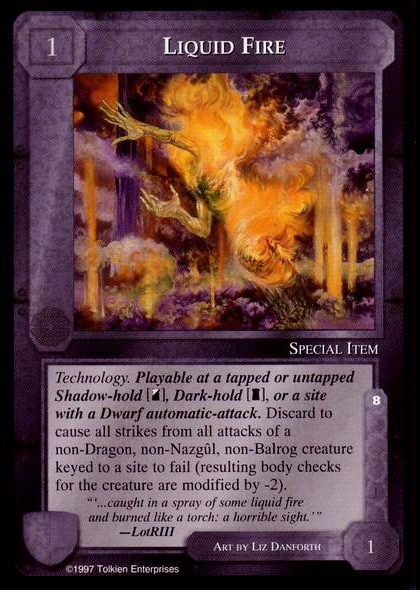 1
LIQUID FIRE
SPECIAL ITEM
Technology. Playable at a tapped or untapped
Shadow-hold [], Dark-hold [], or a site
with a Dwarf automatic-attack. Discard to
cause all strikes from all attacks of a
non-Dragon, non-Nazgûl, non-Balrog creature
keyed to a site to fail (resulting body checks
for the creature are modified by -2).
8
“‘...caught in a spray of some liquid fire
and burned like a torch: a horrible sight.’”
—LotRIII
ART BY LIZ DANFORTH
1
©1997 Tolkien Enterprises